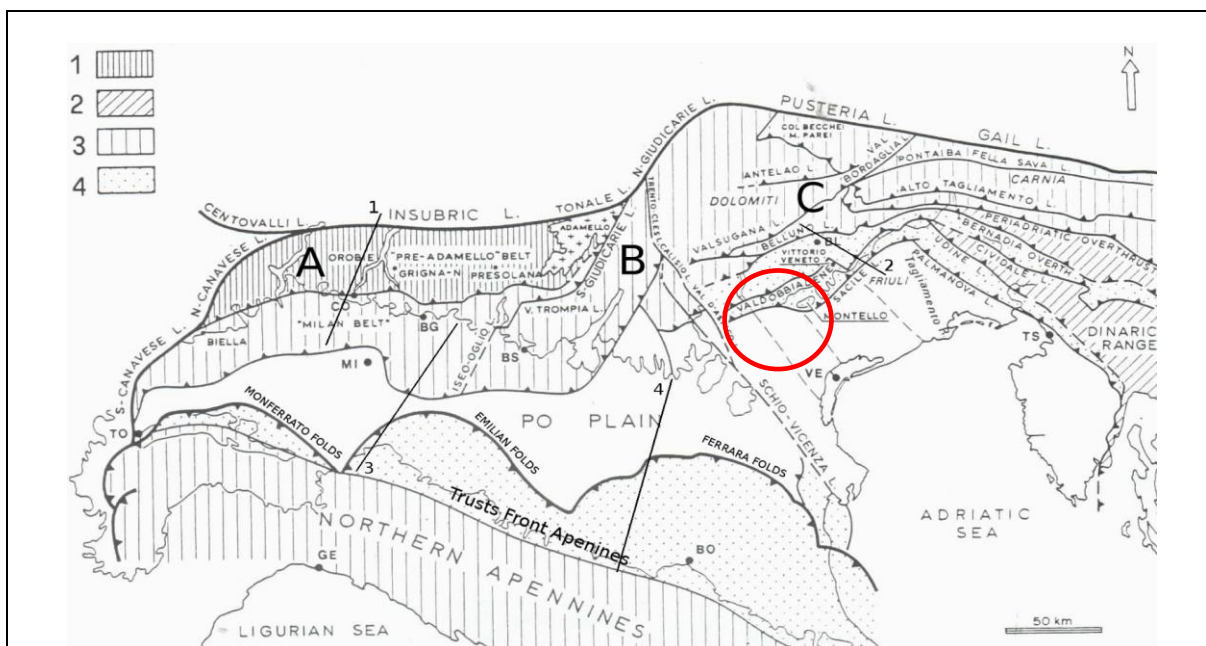 1
2
3
4
N
PUSTERIA L.
GAIL L.
COL BECCHEI
M. PAREI
VAL
BORDAGLIA L.
PONTAIBA FELLA SAVA L.
CARNIA
ANTELAO L.
DOLOMITI
C
ALTO TAGLIAMENTO L.
PERIADRIATIC OVERTHRUST
N-GIUDICARIE L.
CENTOVALLI L.
1
INSUBRIC L.
TONALE L.
N-CANAVESE L.
A
OROBIE
"PRE-ADAMELLO" BELT
ADAMELLO
GRIGNA-N
PRESOLANA
S-GIUDICARIE L.
B
VALSUGANA L.
BELLUN
BL
VITTORIO
VENETO
2
FRIULI
BERNADIA OVERTH
CIVIDALE
UDINE L.
PALMANOVA L.
Tagliamento
VALDOBBIADENE
SACILE
MONTELLO
DINARIC
RANGE
TS
CO
BG
"MILAN BELT"
BIELLA
V. TROMPIA L.
ISEO-OGLIO L.
BS
MI
S-CANAVESE L.
TO
4
VE
SCHIO-VICENZA L.
PO PLAIN
MONFERRATO FOLDS
EMILIAN FOLDS
FERRARA FOLDS
3
Trusts Front Apenines
NORTHERN APENNINES
BO
GE
ADRIATIC
SEA
LIGURIAN SEA
50 km